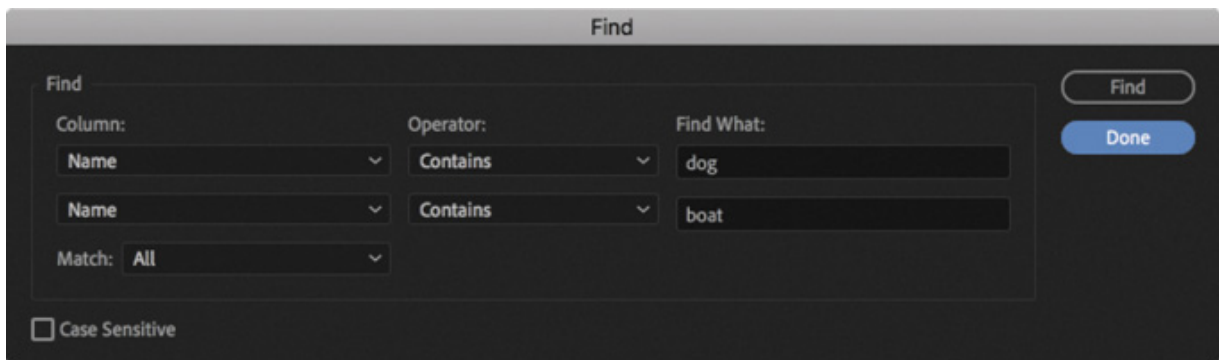 Find
Find
Column: Operator: Find What:
Name Contains dog
Name Contains boat
Match: All
Case Sensitive
Find
Done